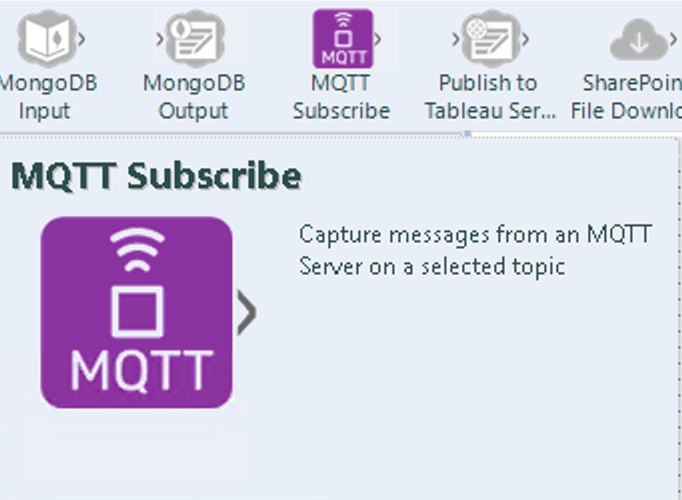 MongoDB Input
MongoDB Output
MQTT
MQTT Subscribe
Publish to Tableau Ser...
SharePoin File Downlo
MQTT Subscribe
Capture messages from an MQTT
Server on a selected topic
MQTT